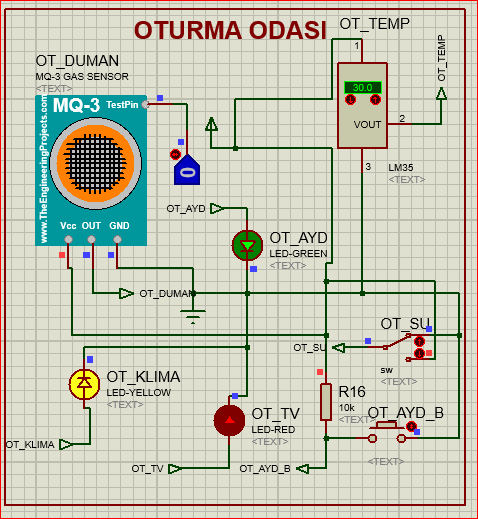 OTURMA ODASI
OT_TEMP
1
OT_TEMP
OT_DUMAN
MQ-3 GAS SENSOR
<TEXT>
MQ-3
TestPin
www.TheEngineeringProjects.com
Vcc OUT GND
0
30.0
VOUT
2
3
LM35
<TEXT>
OT_AYD
OT_AYD
LED-GREEN
<TEXT>
OT_DUMAN
OT_SU
OT_SU
sw
<TEXT>
OT_KLIMA
LED-YELLOW
<TEXT>
R16
10k
<TEXT>
OT_TV
LED-RED
<TEXT>
OT_AYD_B
<TEXT>
OT_KLIMA
OT_TV
OT_AYD_B